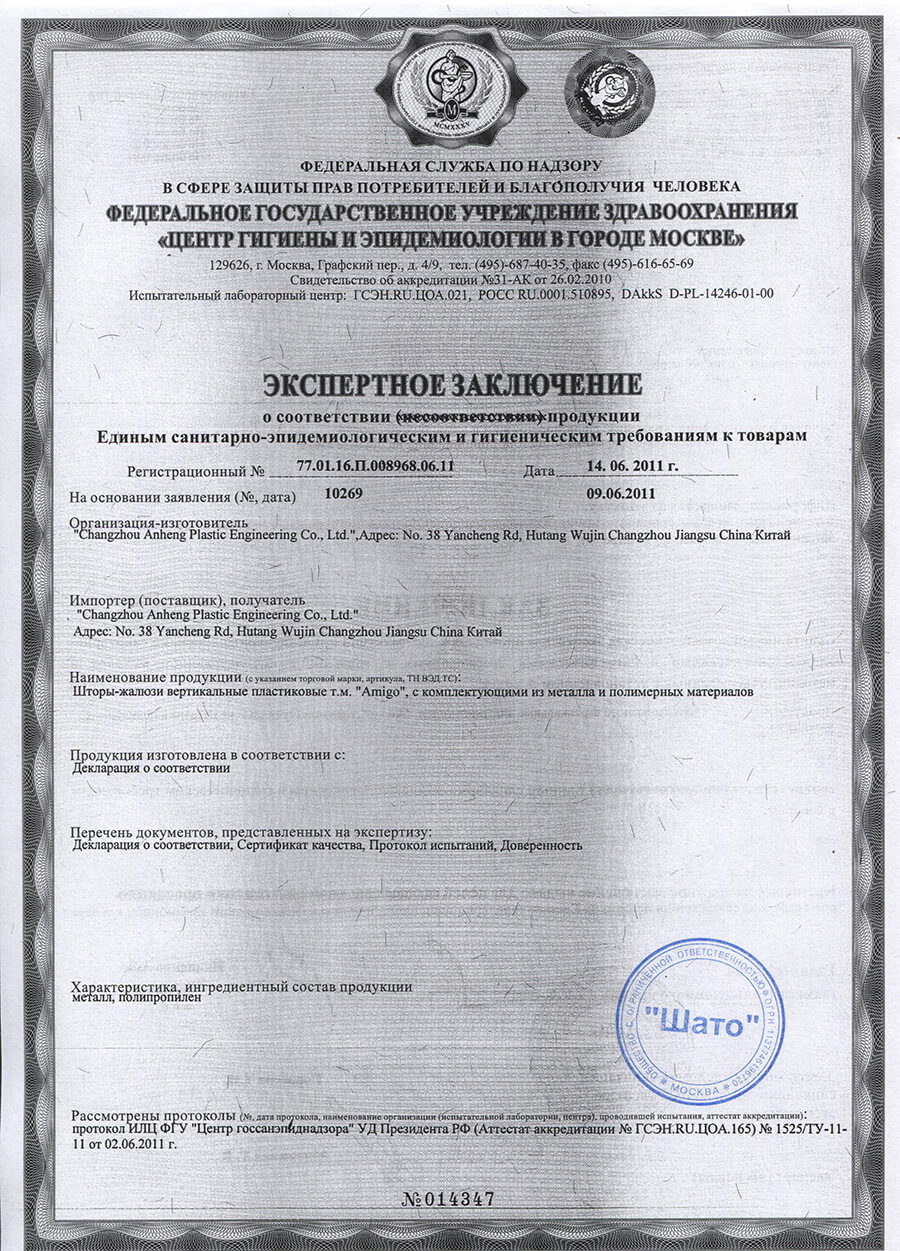 MCMXXXV
ФЕДЕРАЛЬНАЯ СЛУЖБА ПО НАДЗОРУ
В СФЕРЕ ЗАЩИТЫ ПРАВ ПОТРЕБИТЕЛЕЙ И БЛАГОПОЛУЧИЯ ЧЕЛОВЕКА
ФЕДЕРАЛЬНОЕ ГОСУДАРСТВЕННОЕ УЧРЕЖДЕНИЕ ЗДРАВООХРАНЕНИЯ
«ЦЕНТР ГИГИЕНЫ И ЭПИДЕМИОЛОГИИ В ГОРОДЕ МОСКВЕ»
129626, г. Москва, Графский пер., д. 4/9, тел. (495)-687-40-35, факс (495)-616-65-69
Свидетельство об аккредитации №31-АК от 26.02.2010
Испытательный лабораторный центр: ГСЭН.RU.ЦОА.021, РОСС RU.0001.510895, DAkkS D-PL-14246-01-00
ЭКСПЕРТНОЕ ЗАКЛЮЧЕНИЕ
о соответствии (несоответствии) продукции
Единым санитарно-эпидемиологическим и гигиеническим требованиям к товарам
Регистрационный № 77.01.16.П.008968.06.11 Дата 14. 06. 2011 г.
На основании заявления (№, дата) 10269 09.06.2011
Организация-изготовитель
"Changzhou Anheng Plastic Engineering Co., Ltd.",Адрес: No. 38 Yancheng Rd, Hutang Wujin Changzhou Jiangsu China Китай
Импортер (поставщик), получатель
"Changzhou Anheng Plastic Engineering Co., Ltd."
Адрес: No. 38 Yancheng Rd, Hutang Wujin Changzhou Jiangsu China Китай
Наименование продукции (с указанием торговой марки, артикула, ТН ВЭД ТС):
Шторы-жалюзи вертикальные пластиковые т.м. "Amigo", с комплектующими из металла и полимерных материалов
Продукция изготовлена в соответствии с:
Декларация о соответствии
Перечень документов, представленных на экспертизу:
Декларация о соответствии, Сертификат качества, Протокол испытаний, Доверенность
Характеристика, ингредиентный состав продукции
металл, полипропилен
ОБЩЕСТВО С ОГРАНИЧЕННОЙ ОТВЕТСТВЕННОСТЬЮ
"Шато"
МОСКВА
Рассмотрены протоколы (№, дата протокола, наименование организации (испытательной лаборатории, центра), проводившей испытания, аттестат аккредитации):
протокол ИЛЦ ФГУ "Центр госсанэпиднадзора" УД Президента РФ (Аттестат аккредитации № ГСЭН.RU.ЦОА.165) № 1525/ТУ-11-
11 от 02.06.2011 г.
№014347